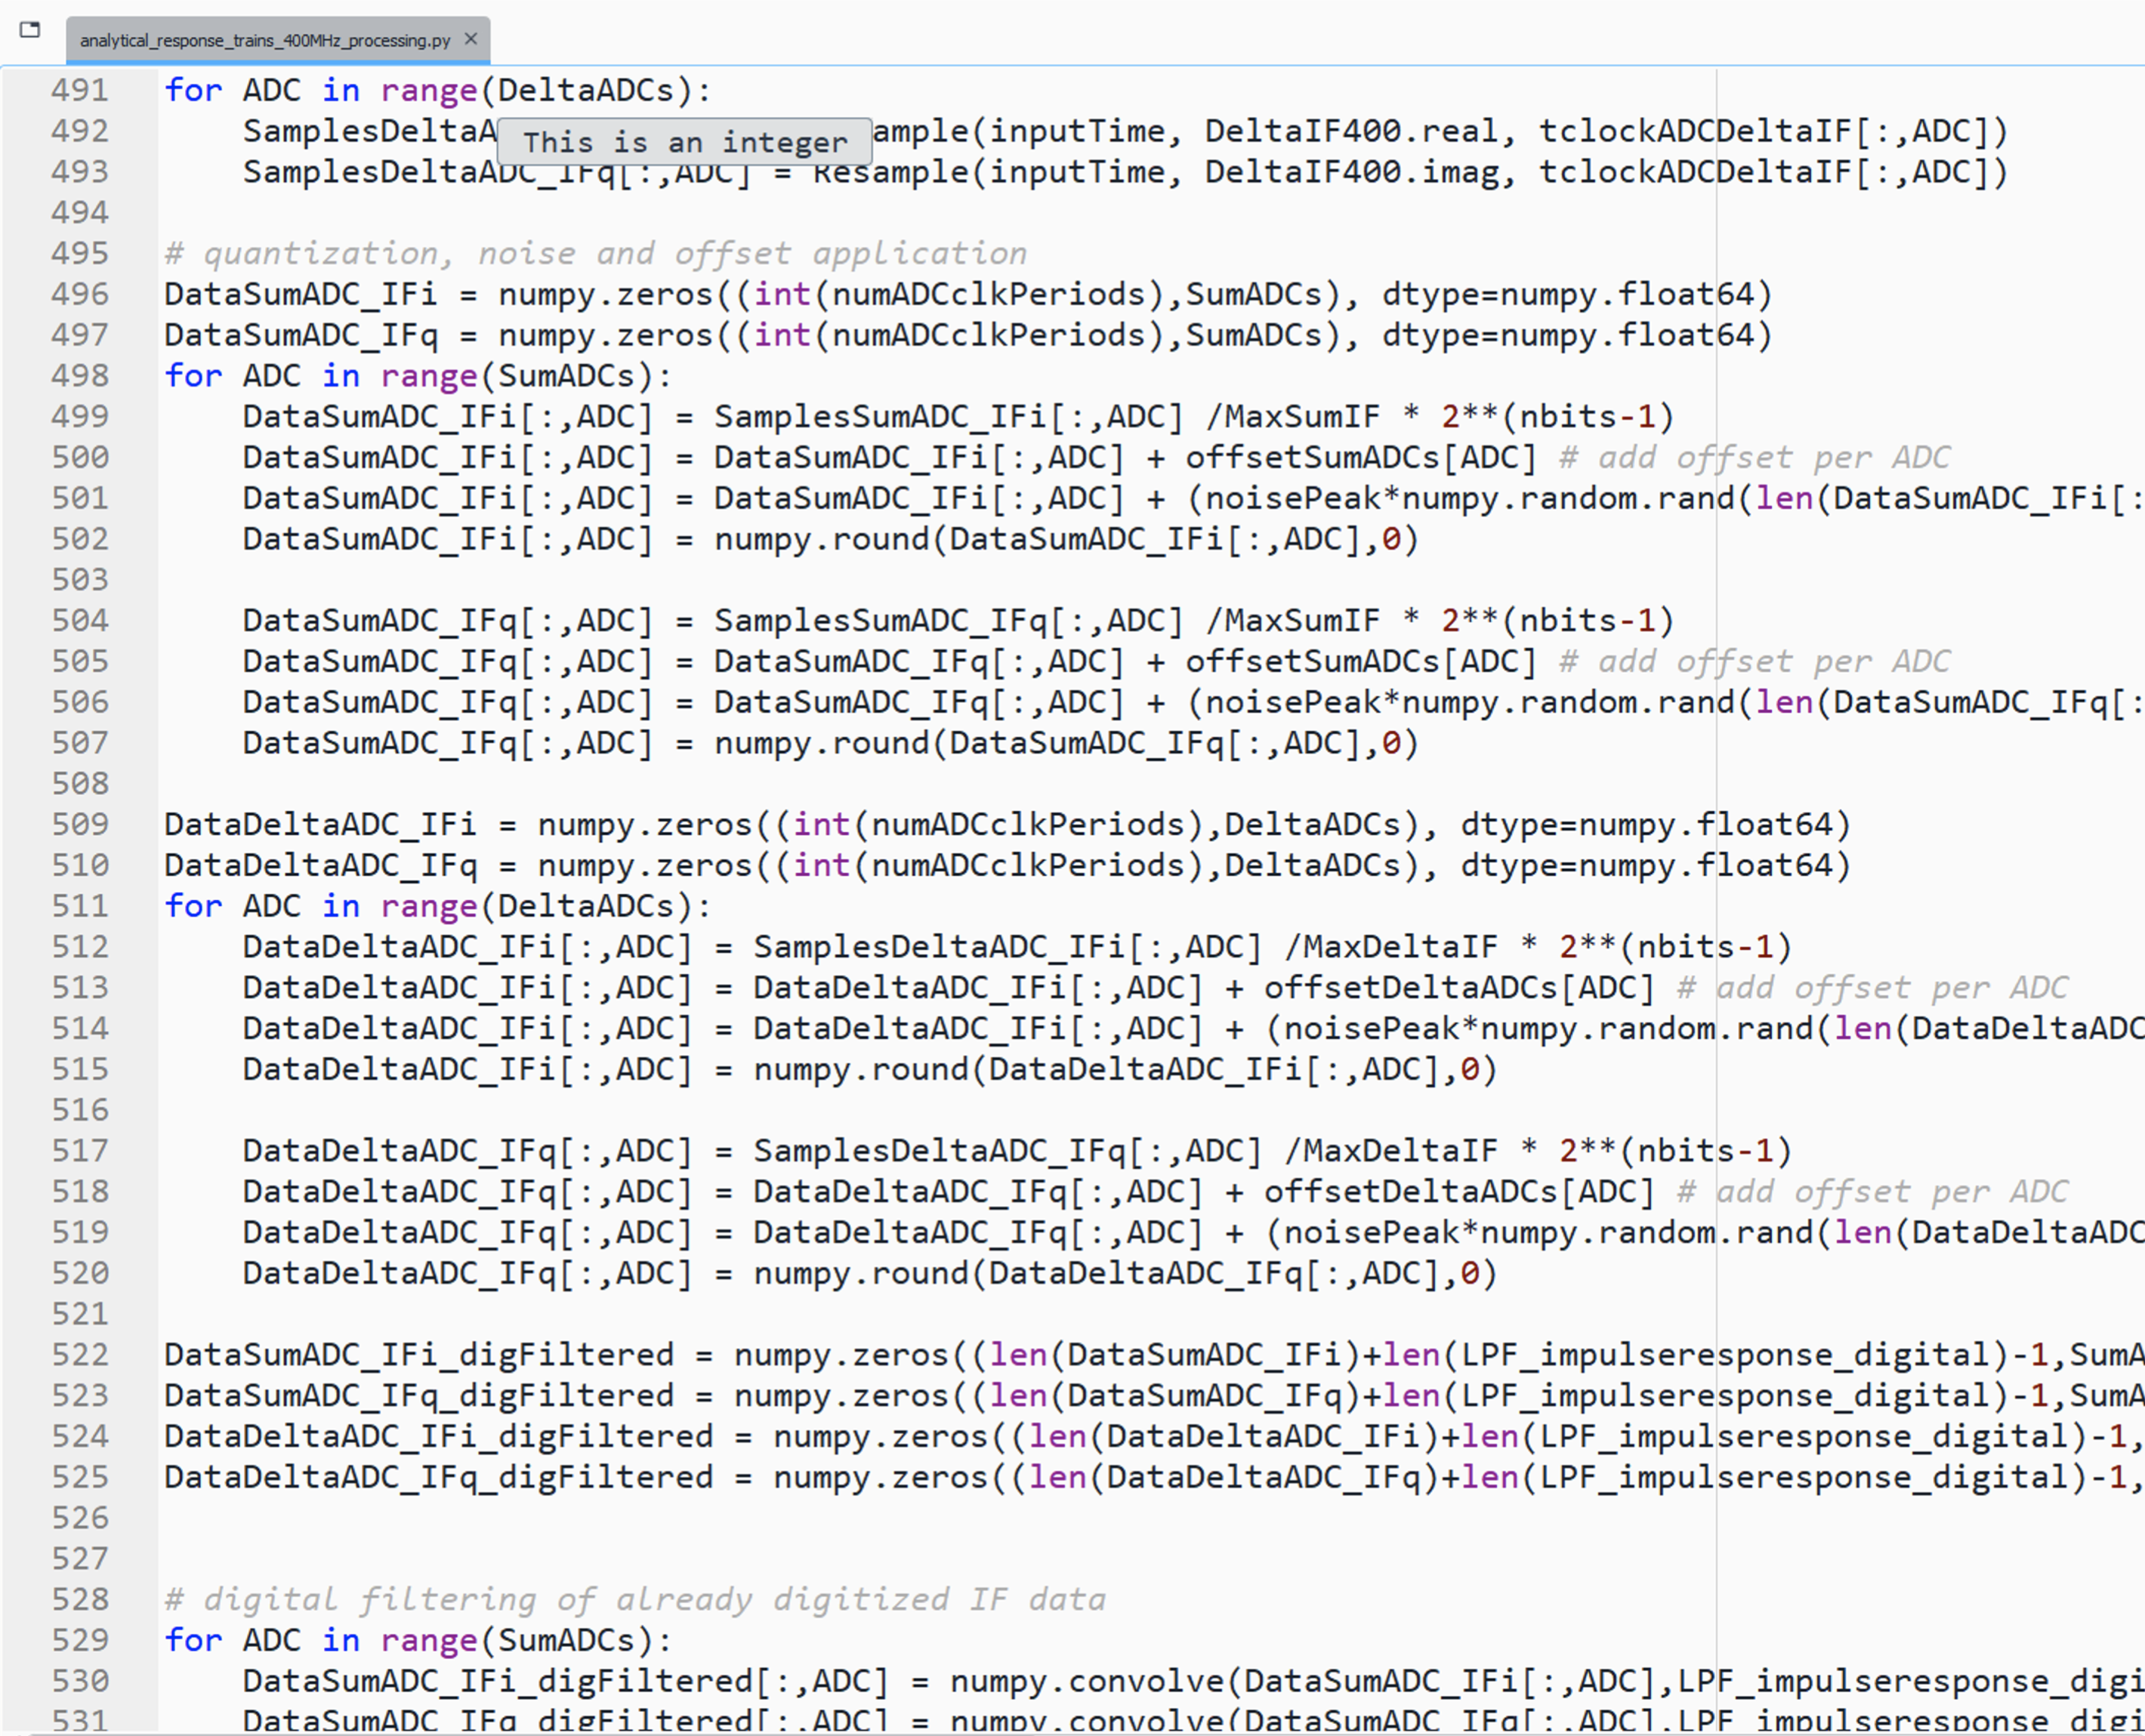 analytical_response_trains_400MHz_processing.py
491 for ADC in range(DeltaADCs):
492     SamplesDeltaA ample(inputTime, DeltaIF400.real, tclockADCDeltaIF[:,ADC])
This is an integer
493     SamplesDeltaADC_IFq[:,ADC] = Resample(inputTime, DeltaIF400.imag, tclockADCDeltaIF[:,ADC])
494
495 # quantization, noise and offset application
496 DataSumADC_IFi = numpy.zeros((int(numADCclkPeriods),SumADCs), dtype=numpy.float64)
497 DataSumADC_IFq = numpy.zeros((int(numADCclkPeriods),SumADCs), dtype=numpy.float64)
498 for ADC in range(SumADCs):
499     DataSumADC_IFi[:,ADC] = SamplesSumADC_IFi[:,ADC] /MaxSumIF * 2**(nbits-1)
500     DataSumADC_IFi[:,ADC] = DataSumADC_IFi[:,ADC] + offsetSumADCs[ADC] # add offset per ADC
501     DataSumADC_IFi[:,ADC] = DataSumADC_IFi[:,ADC] + (noisePeak*numpy.random.rand(len(DataSumADC_IFi[:
502     DataSumADC_IFi[:,ADC] = numpy.round(DataSumADC_IFi[:,ADC],0)
503
504     DataSumADC_IFq[:,ADC] = SamplesSumADC_IFq[:,ADC] /MaxSumIF * 2**(nbits-1)
505     DataSumADC_IFq[:,ADC] = DataSumADC_IFq[:,ADC] + offsetSumADCs[ADC] # add offset per ADC
506     DataSumADC_IFq[:,ADC] = DataSumADC_IFq[:,ADC] + (noisePeak*numpy.random.rand(len(DataSumADC_IFq[:
507     DataSumADC_IFq[:,ADC] = numpy.round(DataSumADC_IFq[:,ADC],0)
508
509 DataDeltaADC_IFi = numpy.zeros((int(numADCclkPeriods),DeltaADCs), dtype=numpy.float64)
510 DataDeltaADC_IFq = numpy.zeros((int(numADCclkPeriods),DeltaADCs), dtype=numpy.float64)
511 for ADC in range(DeltaADCs):
512     DataDeltaADC_IFi[:,ADC] = SamplesDeltaADC_IFi[:,ADC] /MaxDeltaIF * 2**(nbits-1)
513     DataDeltaADC_IFi[:,ADC] = DataDeltaADC_IFi[:,ADC] + offsetDeltaADCs[ADC] # add offset per ADC
514     DataDeltaADC_IFi[:,ADC] = DataDeltaADC_IFi[:,ADC] + (noisePeak*numpy.random.rand(len(DataDeltaADC
515     DataDeltaADC_IFi[:,ADC] = numpy.round(DataDeltaADC_IFi[:,ADC],0)
516
517     DataDeltaADC_IFq[:,ADC] = SamplesDeltaADC_IFq[:,ADC] /MaxDeltaIF * 2**(nbits-1)
518     DataDeltaADC_IFq[:,ADC] = DataDeltaADC_IFq[:,ADC] + offsetDeltaADCs[ADC] # add offset per ADC
519     DataDeltaADC_IFq[:,ADC] = DataDeltaADC_IFq[:,ADC] + (noisePeak*numpy.random.rand(len(DataDeltaADC
520     DataDeltaADC_IFq[:,ADC] = numpy.round(DataDeltaADC_IFq[:,ADC],0)
521
522 DataSumADC_IFi_digFiltered = numpy.zeros((len(DataSumADC_IFi)+len(LPF_impulseresponse_digital)-1,SumA
523 DataSumADC_IFq_digFiltered = numpy.zeros((len(DataSumADC_IFq)+len(LPF_impulseresponse_digital)-1,SumA
524 DataDeltaADC_IFi_digFiltered = numpy.zeros((len(DataDeltaADC_IFi)+len(LPF_impulseresponse_digital)-1,
525 DataDeltaADC_IFq_digFiltered = numpy.zeros((len(DataDeltaADC_IFq)+len(LPF_impulseresponse_digital)-1,
526
527
528 # digital filtering of already digitized IF data
529 for ADC in range(SumADCs):
530     DataSumADC_IFi_digFiltered[:,ADC] = numpy.convolve(DataSumADC_IFi[:,ADC],LPF_impulseresponse_digi
531     DataSumADC_IFq_digFiltered[:,ADC] = numpy.convolve(DataSumADC_IFq[:,ADC],LPF_impulseresponse_digi